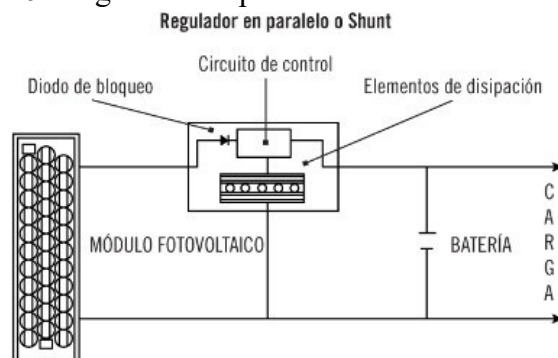 Regulador en paralelo o Shunt
Circuito de control
Diodo de bloqueo
Elementos de disipación
MÓDULO FOTOVOLTAICO
BATERÍA
C
A
R
G
A